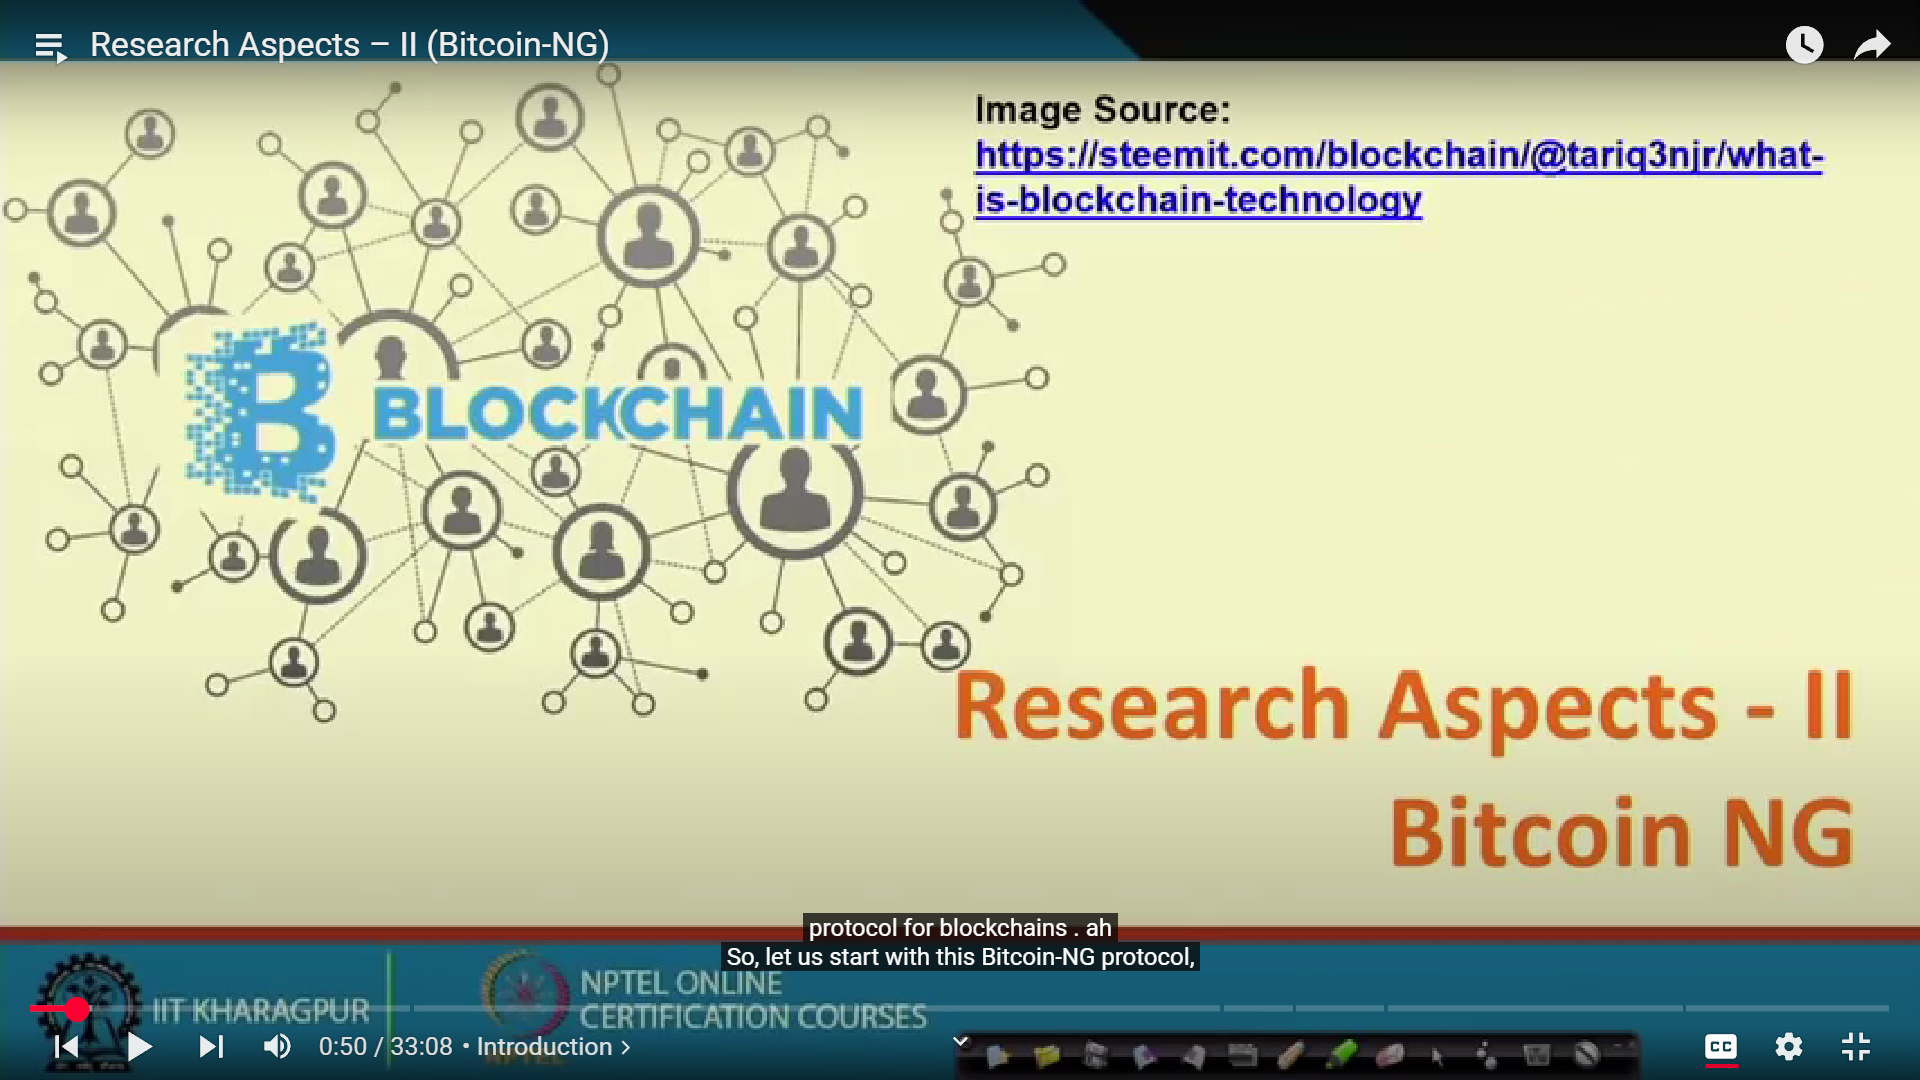 Research Aspects – II (Bitcoin-NG)
Image Source:
https://steemit.com/blockchain/@tariq3njr/what-
is-blockchain-technology
BLOCKCHAIN
Research Aspects - II
Bitcoin NG
protocol for blockchains . ah
So, let us start with this Bitcoin-NG protocol,
IIT KHARAGPUR
NPTEL ONLINE
CERTIFICATION COURSES
NPTEL
0:50 / 33:08 • Introduction >
CC